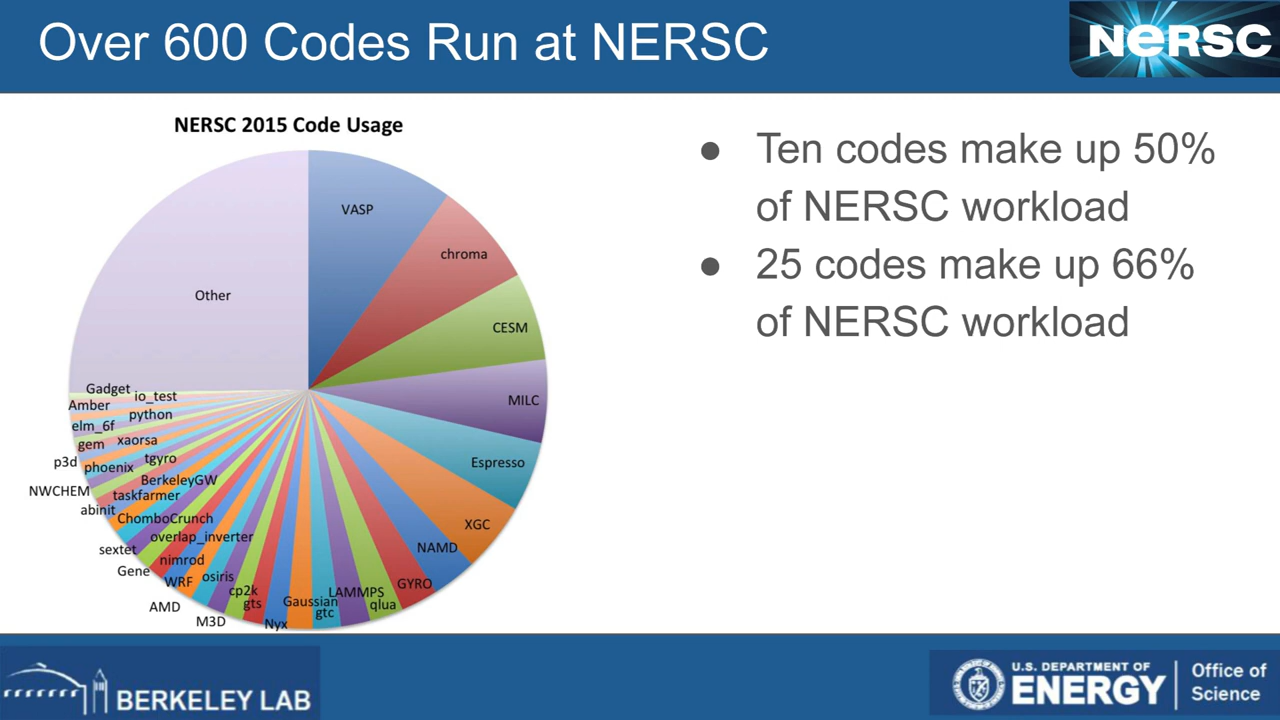 Over 600 Codes Run at NERSC
NERSC
NERSC 2015 Code Usage
VASP
chroma
CESM
MILC
Espresso
XGC
NAMD
GYRO
qlua
LAMMPS
gtc
Gaussian
Nyx
gts
cp2k
M3D
osiris
AMD
WRF
nimrod
Gene
overlap_inverter
sextet
ChomboCrunch
abinit
taskfarmer
NWCHEM
BerkeleyGW
phoenix
tgyro
p3d
xaorsa
gem
elm_6f
python
Amber
io_test
Gadget
Other
● Ten codes make up 50%
of NERSC workload
● 25 codes make up 66%
of NERSC workload
BERKELEY LAB
U.S. DEPARTMENT OF
ENERGY
Office of
Science